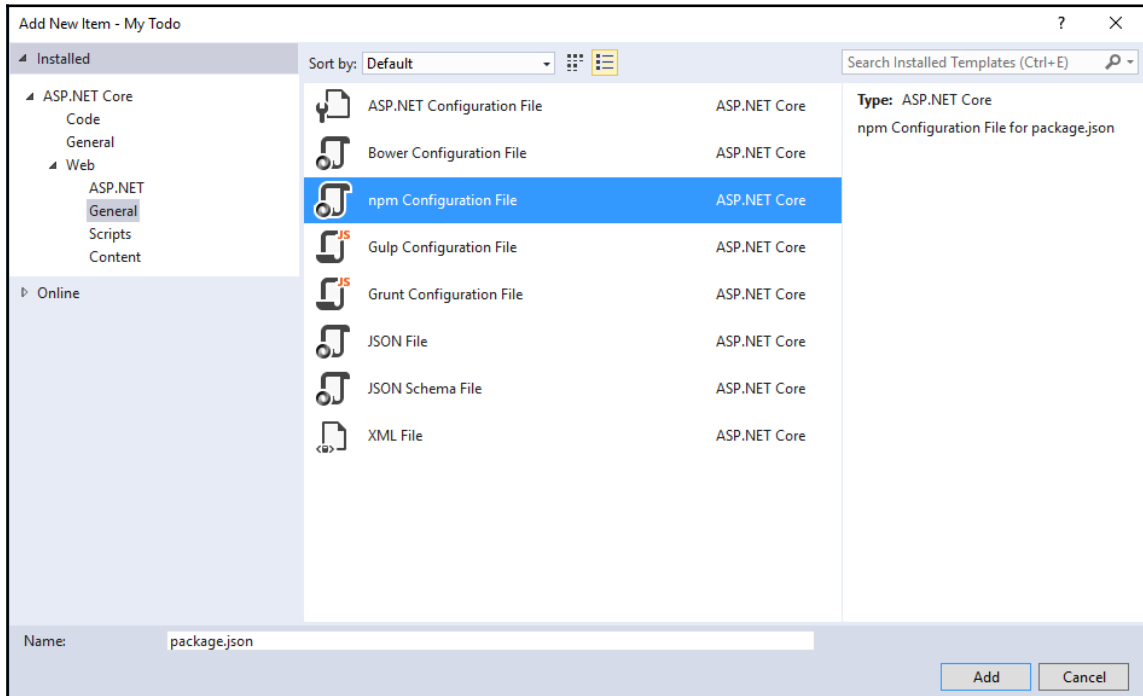 Add New Item - My Todo
?
Installed
Sort by: Default
Search Installed Templates (Ctrl+E)
ASP.NET Core
Code
General
Web
ASP.NET
General
Scripts
Content
Online
ASP.NET Configuration File ASP.NET Core
Bower Configuration File ASP.NET Core
npm Configuration File ASP.NET Core
JS
Gulp Configuration File ASP.NET Core
JS
Grunt Configuration File ASP.NET Core
JSON File ASP.NET Core
JSON Schema File ASP.NET Core
XML File ASP.NET Core
Type: ASP.NET Core
npm Configuration File for package.json
Name: package.json
Add Cancel